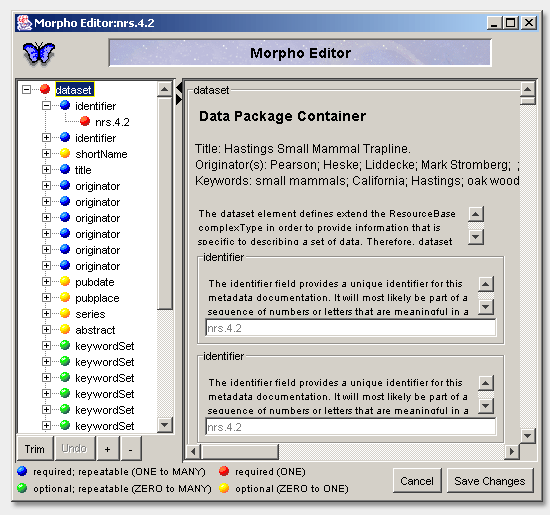 Morpho Editor:nrs.4.2
Morpho Editor
dataset
identifier
nrs.4.2
identifier
shortName
title
originator
originator
originator
originator
originator
originator
pubdate
pubplace
series
abstract
keywordSet
keywordSet
keywordSet
keywordSet
keywordSet
keywordSet
Trim
Undo
+
-
dataset
Data Package Container
Title: Hastings Small Mammal Trapline.
Originator(s): Pearson; Heske; Liddecke; Mark Stromberg; ;
Keywords: small mammals; California; Hastings; oak wood
The dataset element defines extend the ResourceBase
complexType in order to provide information that is
specific to describing a set of data. Therefore, dataset
identifier
The identifier field provides a unique identifier for this
metadata documentation. It will most likely be part of a
sequence of numbers or letters that are meaningful in a
nrs.4.2
identifier
The identifier field provides a unique identifier for this
metadata documentation. It will most likely be part of a
sequence of numbers or letters that are meaningful in a
nrs.4.2
required; repeatable (ONE to MANY)
required (ONE)
optional; repeatable (ZERO to MANY)
optional (ZERO to ONE)
Cancel
Save Changes